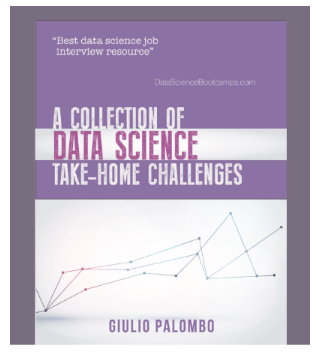 “Best data science job
interview resource”
DataScienceBootcamps.com
A COLLECTION OF
DATA SCIENCE
TAKE-HOME CHALLENGES
GIULIO PALOMBO